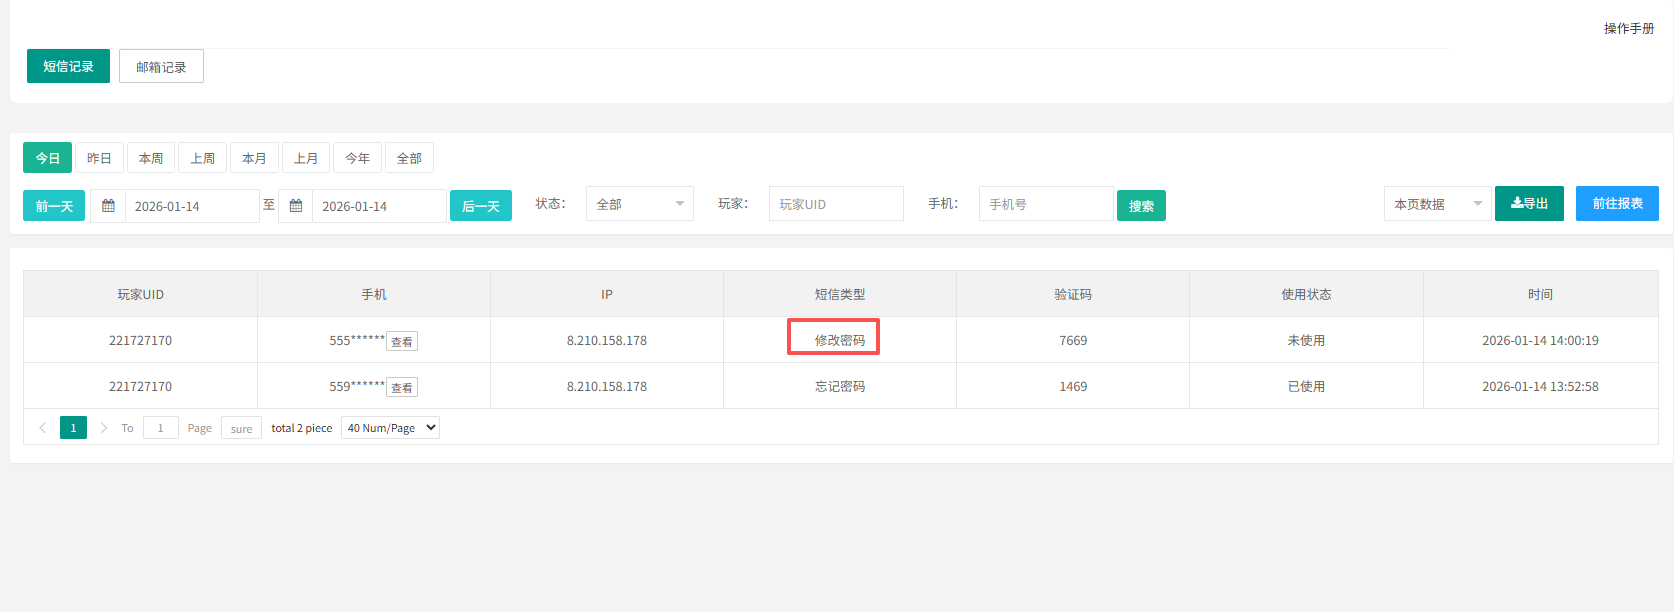 操作手册
短信记录 邮箱记录
今日 昨日 本周 上周 本月 上月 今年 全部
前一天 2026-01-14 至 2026-01-14 后一天 状态： 全部 玩家： 玩家UID 手机： 手机号 搜索 本页数据 导出 前往报表
玩家UID 手机 IP 短信类型 验证码 使用状态 时间
221727170 555****** 查看 8.210.158.178 修改密码 7669 未使用 2026-01-14 14:00:19
221727170 559****** 查看 8.210.158.178 忘记密码 1469 已使用 2026-01-14 13:52:58
1 To 1 Page sure total 2 piece 40 Num/Page